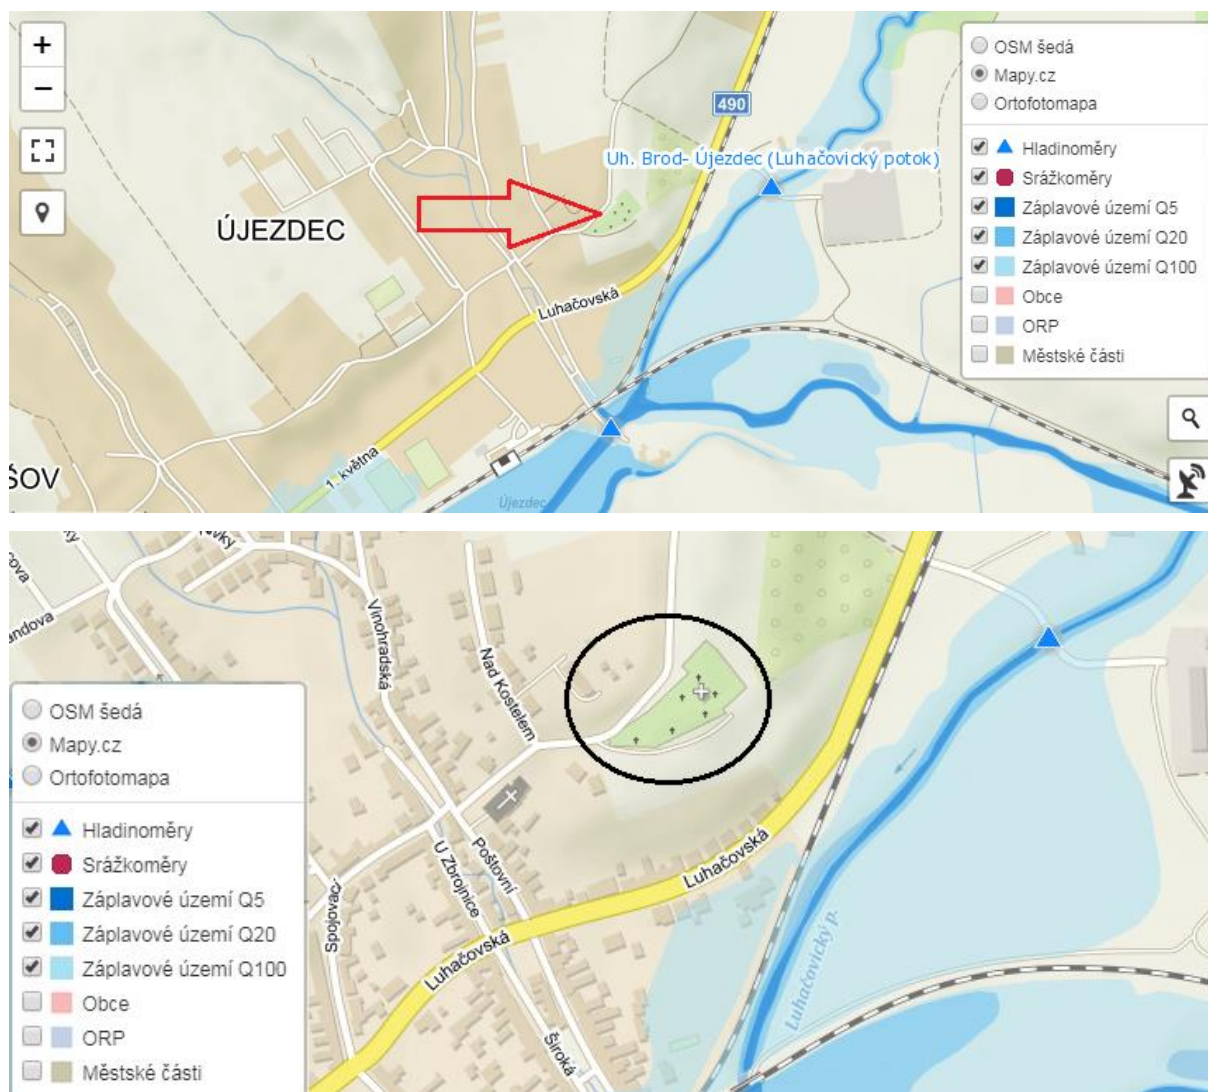 +
−
OSM šedá
Mapy.cz
Ortofotomapa
490
Uh. Brod- Újezdec (Luhačovický potok)
Hladinoměry
Srážkoměry
Záplavové území Q5
Záplavové území Q20
Záplavové území Q100
Obce
ORP
Městské části
ÚJEZDEC
Luhačovská
1. května
ŠOV
Újezdec
Vinohradská
Nad Kostelem
OSM šedá
Mapy.cz
Ortofotomapa
Hladinoměry
Srážkoměry
Záplavové území Q5
Záplavové území Q20
Záplavové území Q100
Obce
ORP
Městské části
Spojovac.
U Zbrojnice
Poštovní
Luhačovská
Luhačovská
Široká
Luhačovický p.